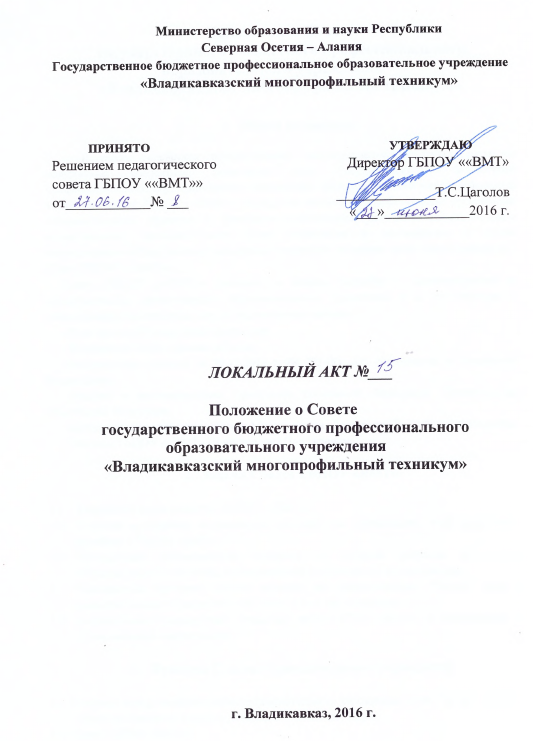 Министерство образования и науки Республики
Северная Осетия – Алания
Государственное бюджетное профессиональное образовательное учреждение
«Владикавказский многопрофильный техникум»
ПРИНЯТО
Решением педагогического
совета ГБПОУ ««ВМТ»»
от 27.06.16 № 8
УТВЕРЖДАЮ
Директор ГБПОУ ««ВМТ»
Т.С.Цаголов
«27» июня 2016 г.
ЛОКАЛЬНЫЙ АКТ № 15
Положение о Совете
государственного бюджетного профессионального
образовательного учреждения
«Владикавказский многопрофильный техникум»
г. Владикавказ, 2016 г.